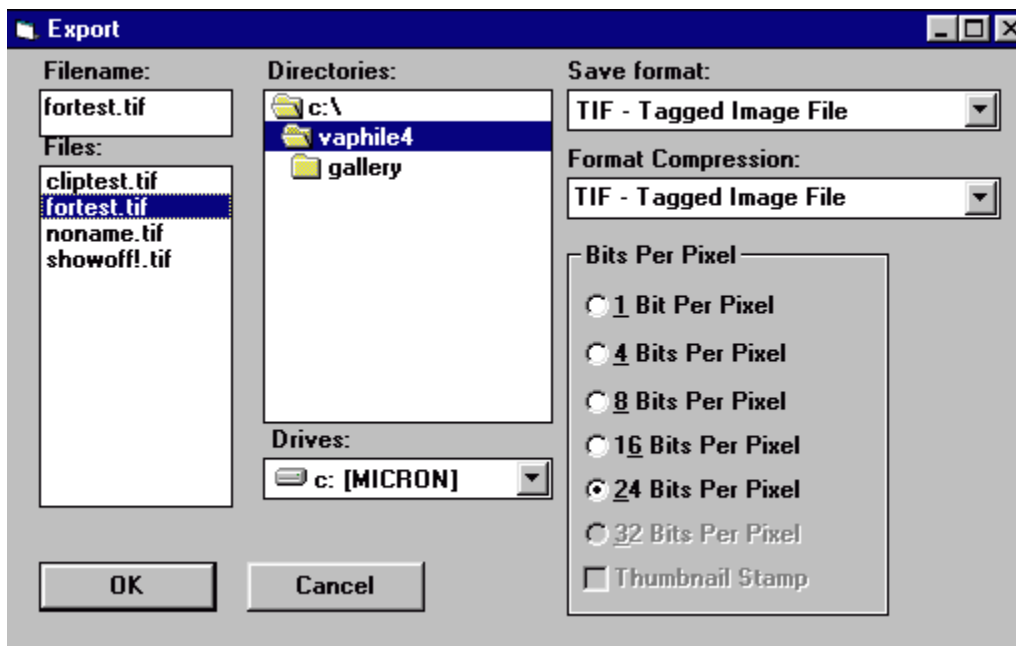 Export
Filename:
fortest.tif
Files:
cliptest.tif
fortest.tif
noname.tif
showoff!.tif
Directories:
c:\
vaphile4
gallery
Drives:
c: [MICRON]
Save format:
TIF - Tagged Image File
Format Compression:
TIF - Tagged Image File
Bits Per Pixel
1 Bit Per Pixel
4 Bits Per Pixel
8 Bits Per Pixel
16 Bits Per Pixel
24 Bits Per Pixel
32 Bits Per Pixel
Thumbnail Stamp
OK
Cancel